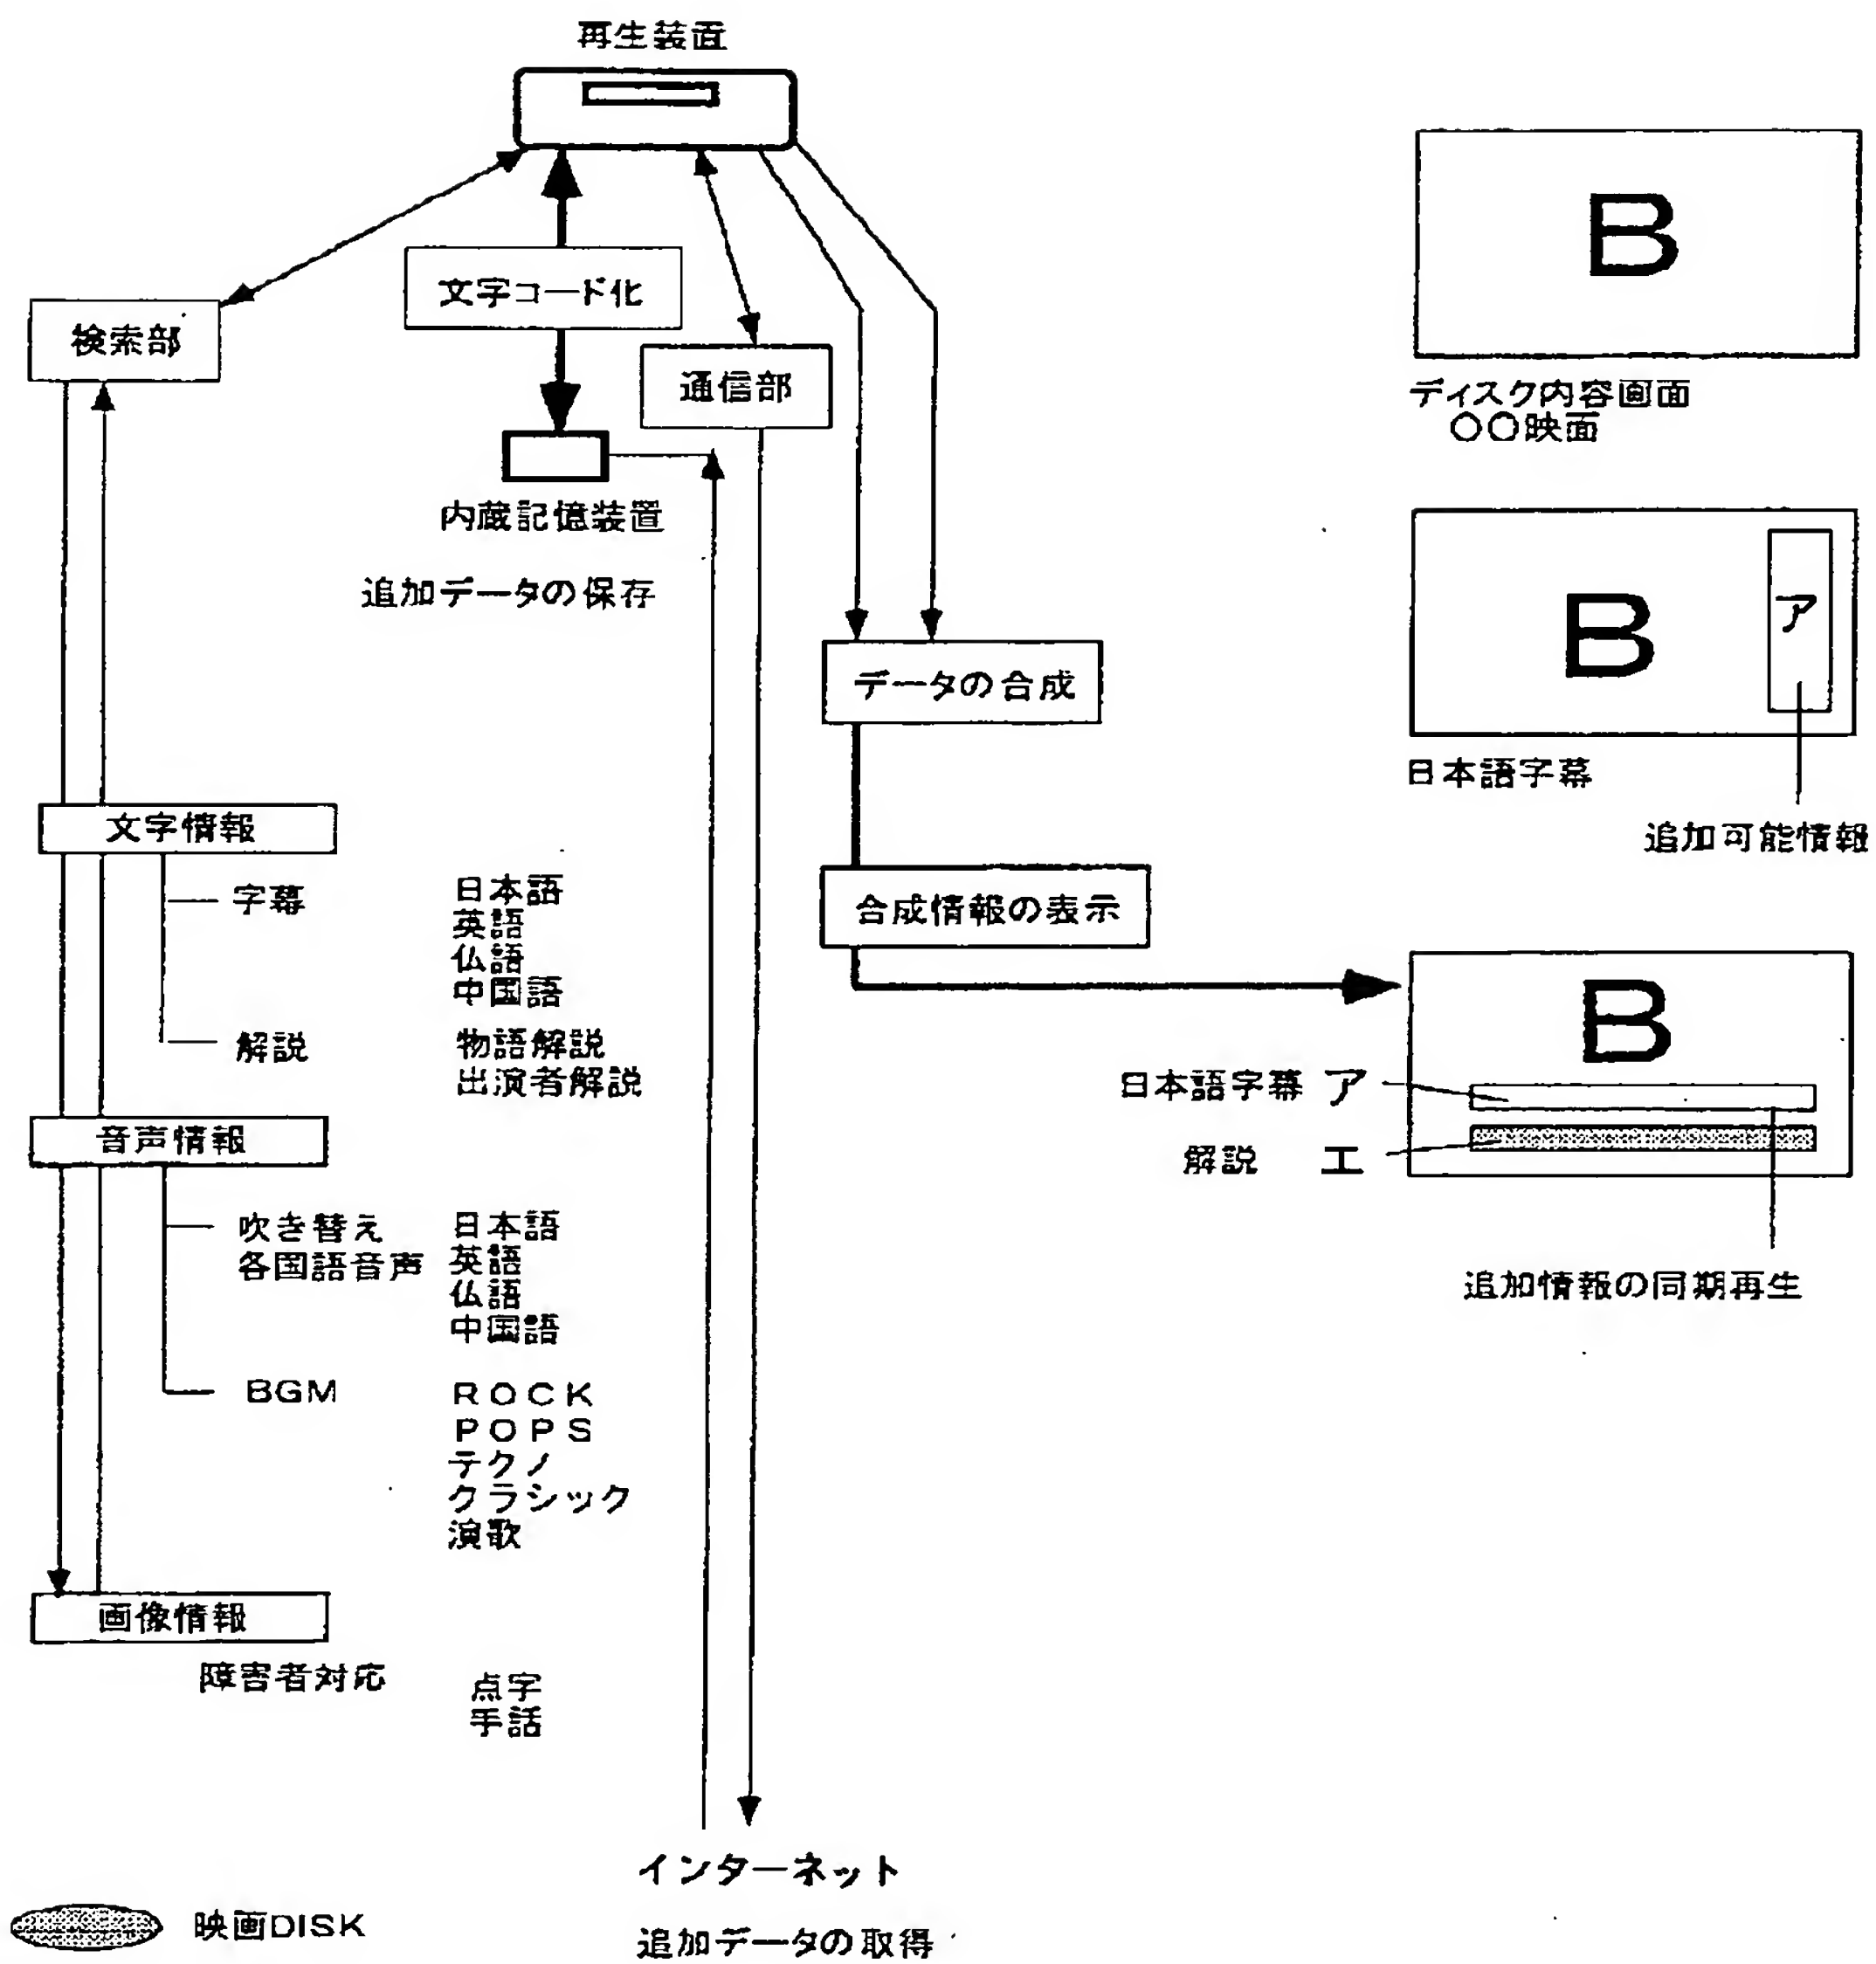 再生装置
文字コード化
検索部
通信部
内蔵記憶装置
追加データの保存
データの合成
合成情報の表示
文字情報
字幕
日本語
英語
仏語
中国語
解説
物語解説
出演者解説
音声情報
吹き替え
各国語音声
日本語
英語
仏語
中国語
BGM
ＲＯＣＫ
ＰＯＰＳ
テクノ
クラシック
演歌
画像情報
障害者対応
点字
手話
インターネット
追加データの取得
映画DISK
B
ディスク内容画面
○○映画
B
ア
日本語字幕
追加可能情報
B
日本語字幕 ア
解説 エ
追加情報の同期再生